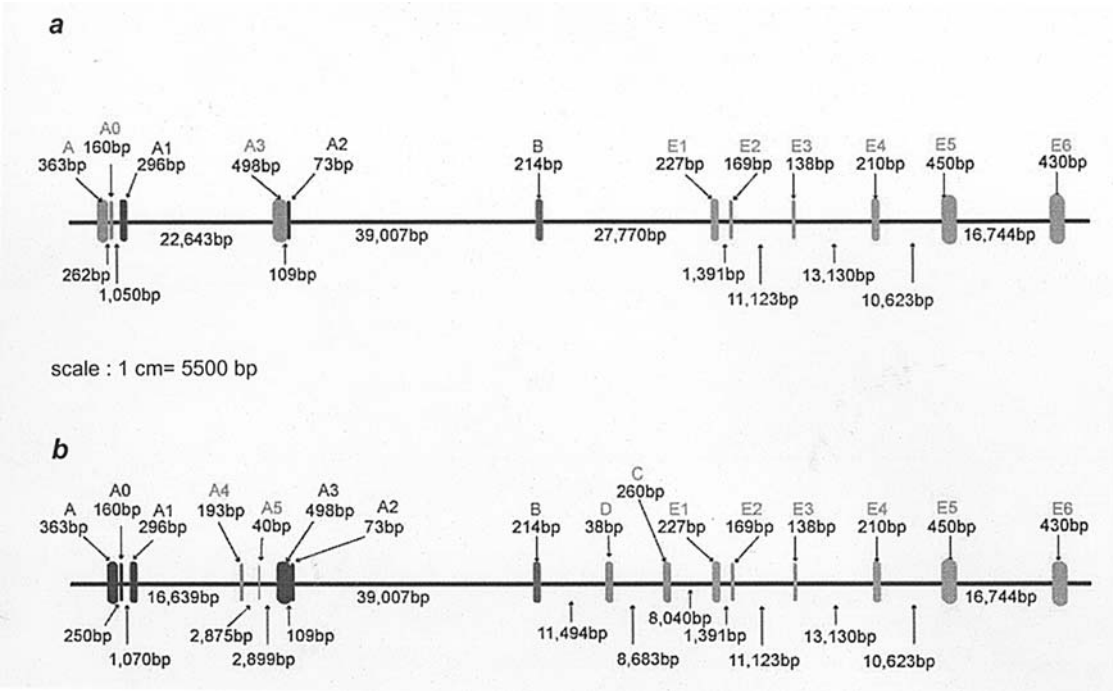 a
A0
A 160bp A1 A3 A2 B E1 E2 E3 E4 E5 E6
363bp 296bp 498bp 73bp 214bp 227bp 169bp 138bp 210bp 450bp 430bp
22,643bp 39,007bp 27,770bp 16,744bp
262bp 109bp 1,391bp 13,130bp
1,050bp 11,123bp 10,623bp
scale : 1 cm= 5500 bp
b
C
A0 A4 A3 260bp
A 160bp A1 193bp A5 498bp A2 B D E1 E2 E3 E4 E5 E6
363bp 296bp 40bp 73bp 214bp 38bp 227bp 169bp 138bp 210bp 450bp 430bp
16,639bp 39,007bp 16,744bp
8,040bp
250bp 2,875bp 109bp 11,494bp 1,391bp 13,130bp
1,070bp 2,899bp 8,683bp 11,123bp 10,623bp